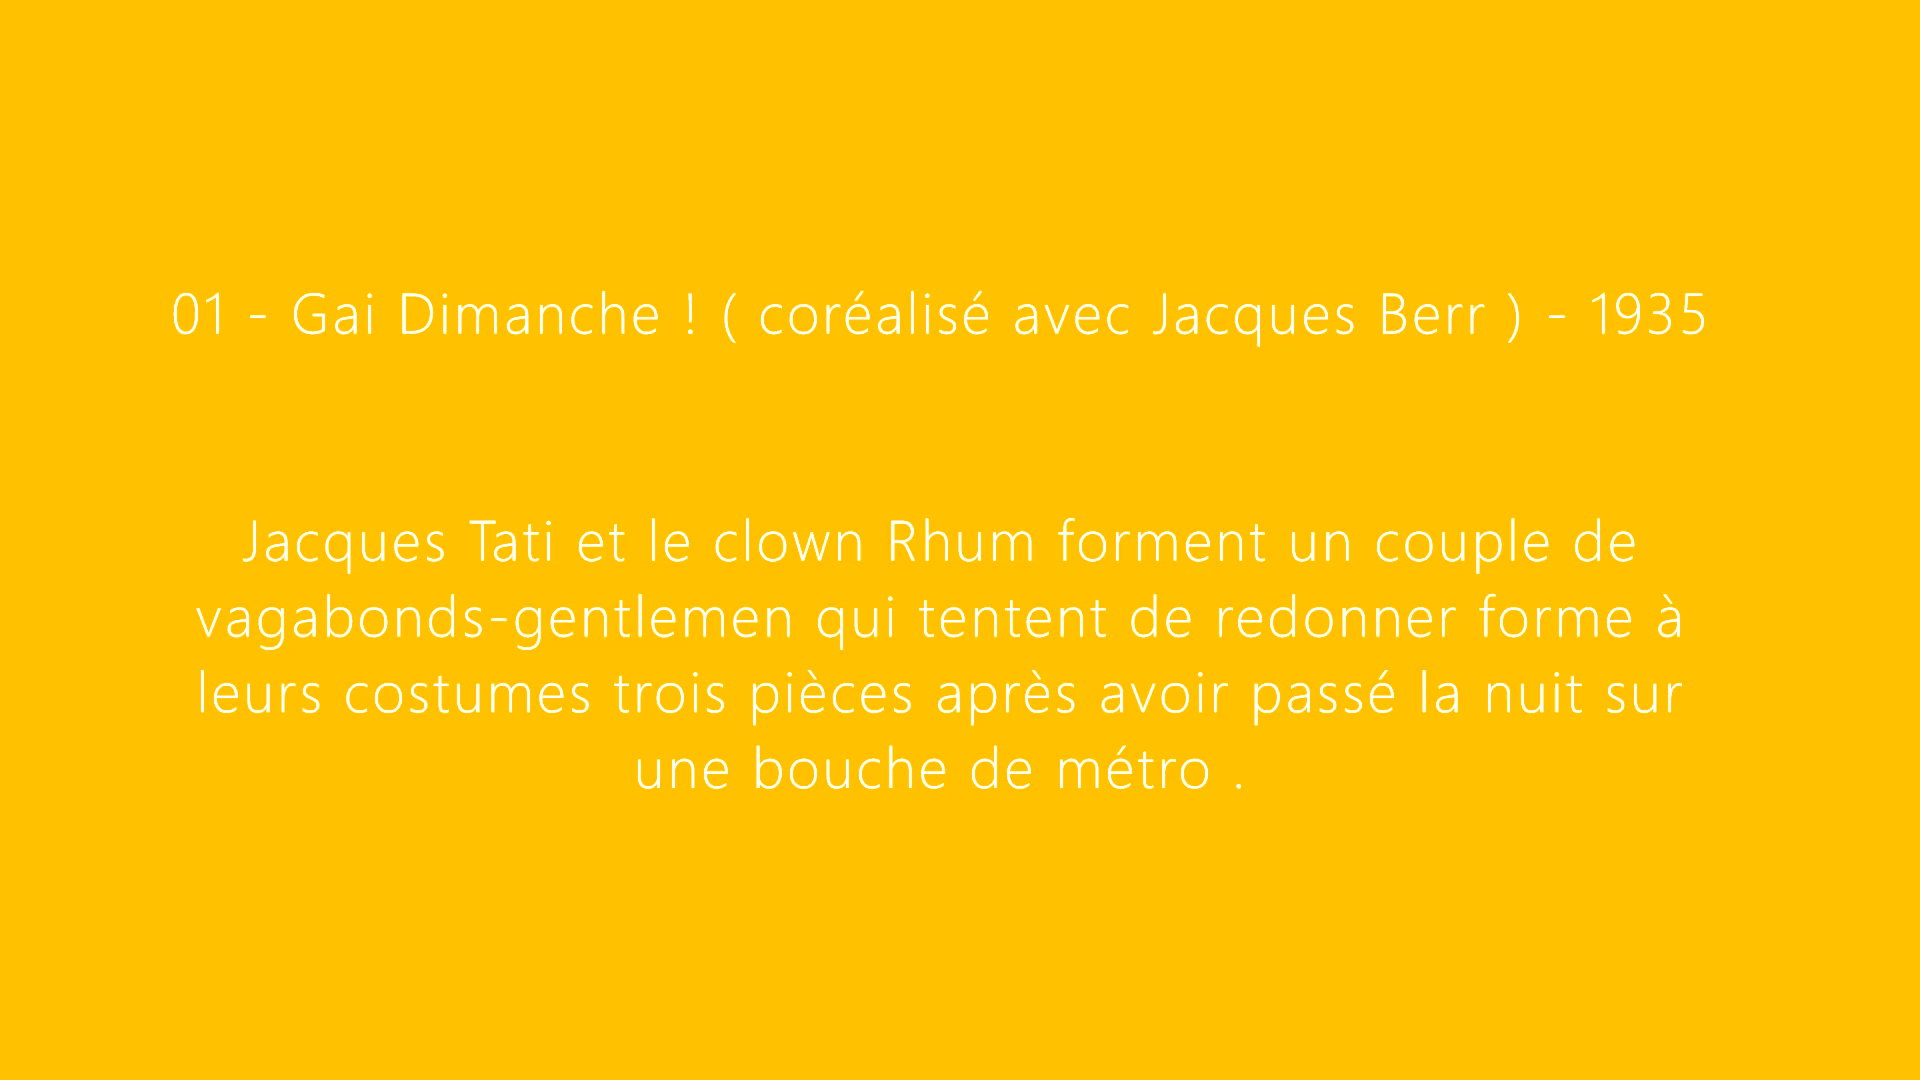 01 - Gai Dimanche ! ( coréalisé avec Jacques Berr ) - 1935
Jacques Tati et le clown Rhum forment un couple de
vagabonds-gentlemen qui tentent de redonner forme à
leurs costumes trois pièces après avoir passé la nuit sur
une bouche de métro .